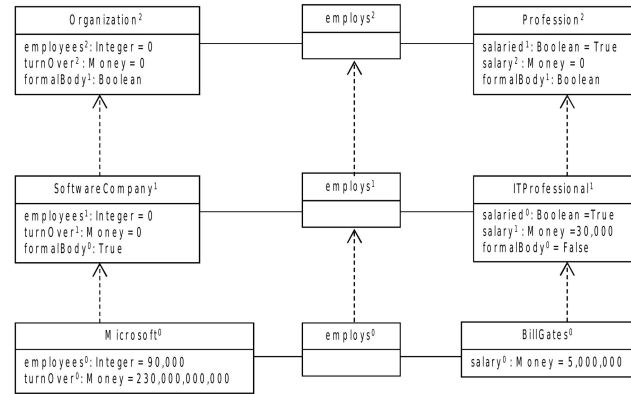 Organization²
employees²: Integer = 0
turnOver²: Money = 0
formalBody¹: Boolean
employs²
Profession²
salaried¹: Boolean = True
salary²: Money = 0
formalBody¹: Boolean
SoftwareCompany¹
employees¹: Integer = 0
turnOver¹: Money = 0
formalBody⁰: True
employs¹
ITProfessional¹
salaried⁰: Boolean =True
salary¹: Money =30,000
formalBody⁰ = False
Microsoft⁰
employees⁰: Integer = 90,000
turnOver⁰: Money = 230,000,000,000
employs⁰
BillGates⁰
salary⁰ : Money = 5,000,000